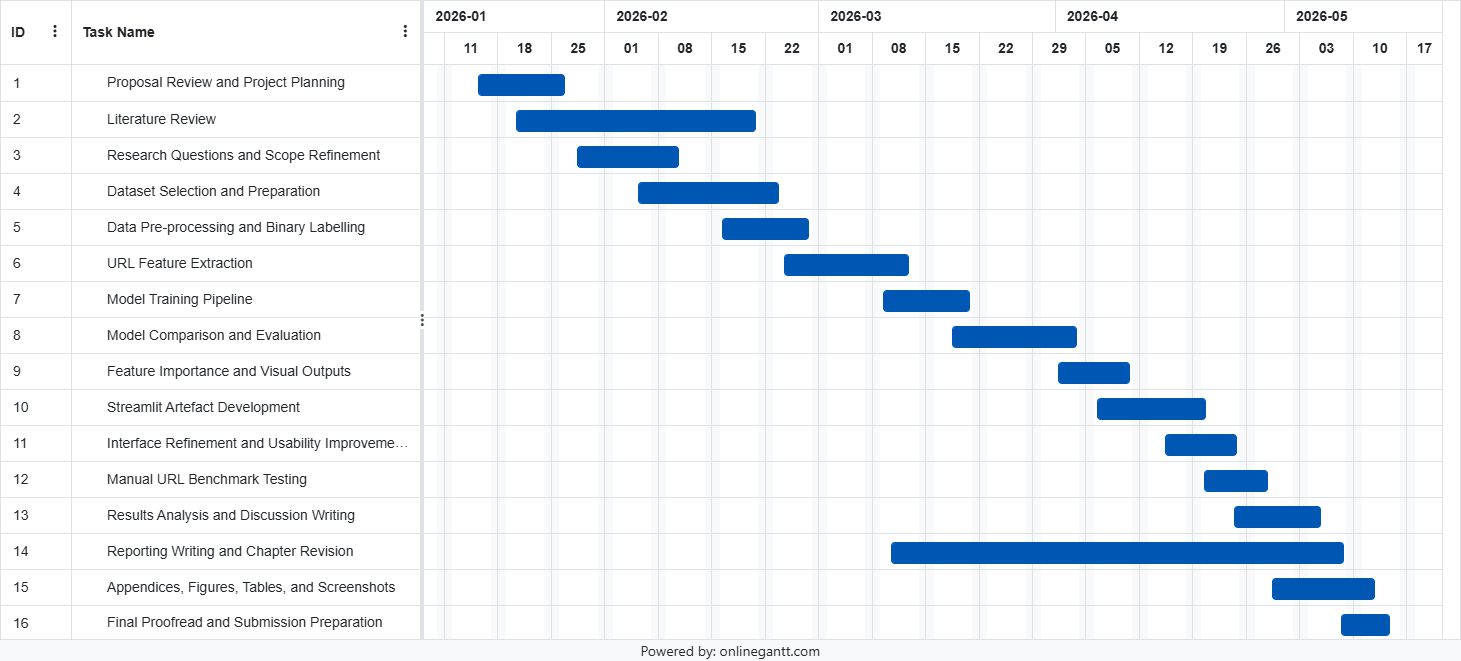 ID Task Name 2026-01 2026-02 2026-03 2026-04 2026-05
11 18 25 01 08 15 22 01 08 15 22 29 05 12 19 26 03 10 17
1 Proposal Review and Project Planning
2 Literature Review
3 Research Questions and Scope Refinement
4 Dataset Selection and Preparation
5 Data Pre-processing and Binary Labelling
6 URL Feature Extraction
7 Model Training Pipeline
8 Model Comparison and Evaluation
9 Feature Importance and Visual Outputs
10 Streamlit Artefact Development
11 Interface Refinement and Usability Improveme...
12 Manual URL Benchmark Testing
13 Results Analysis and Discussion Writing
14 Reporting Writing and Chapter Revision
15 Appendices, Figures, Tables, and Screenshots
16 Final Proofread and Submission Preparation
Powered by: onlinegantt.com